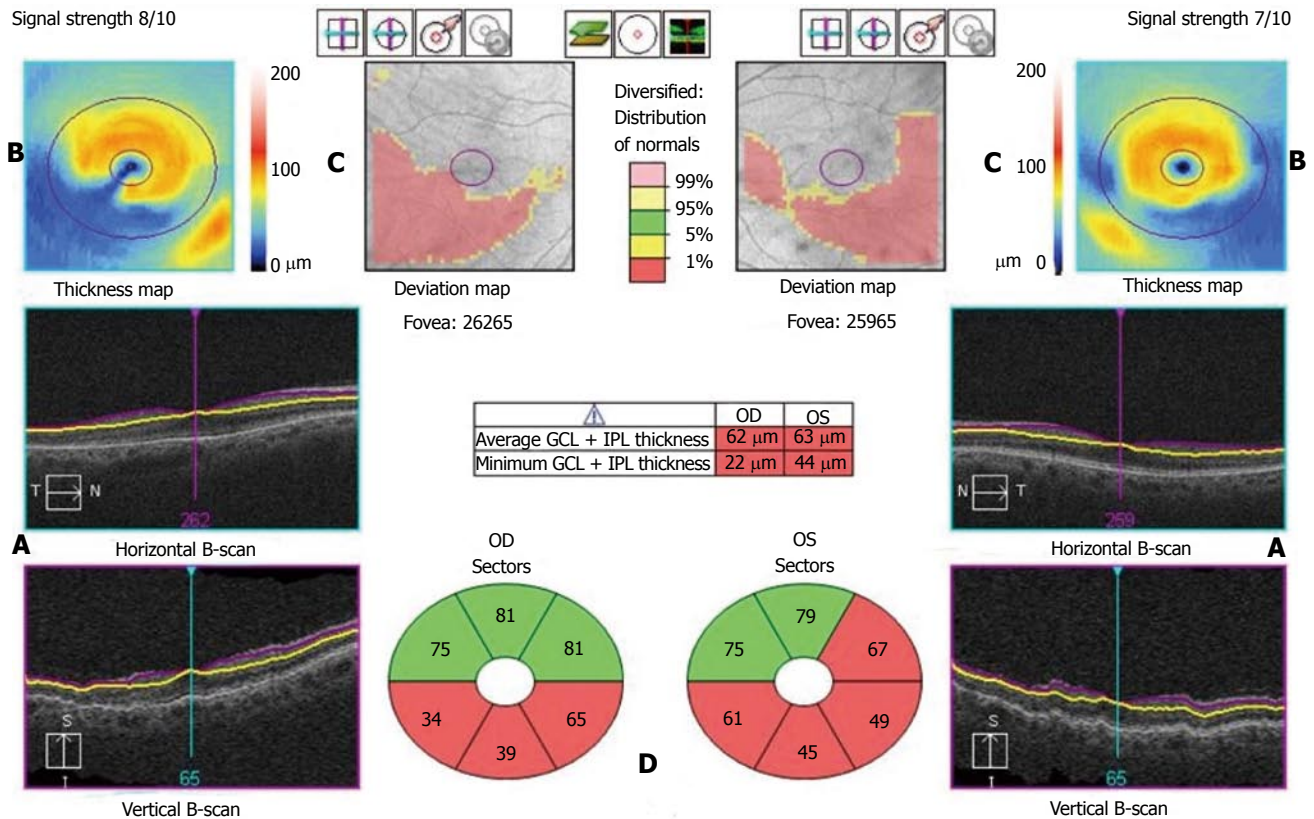 Signal strength 8/10
Signal strength 7/10
B
200
100
0 μm
Thickness map
C
Deviation map
Fovea: 26265
Diversified:
Distribution
of normals
99%
95%
5%
1%
C
Deviation map
Fovea: 25965
200
100
μm 0
B
Thickness map
OD OS
Average GCL + IPL thickness 62 μm 63 μm
Minimum GCL + IPL thickness 22 μm 44 μm
T N
262
A
Horizontal B-scan
S
I
65
Vertical B-scan
OD
Sectors
81
75 81
34 65
39
D
OS
Sectors
79
75 67
61 49
45
N T
259
Horizontal B-scan
A
S
I
65
Vertical B-scan